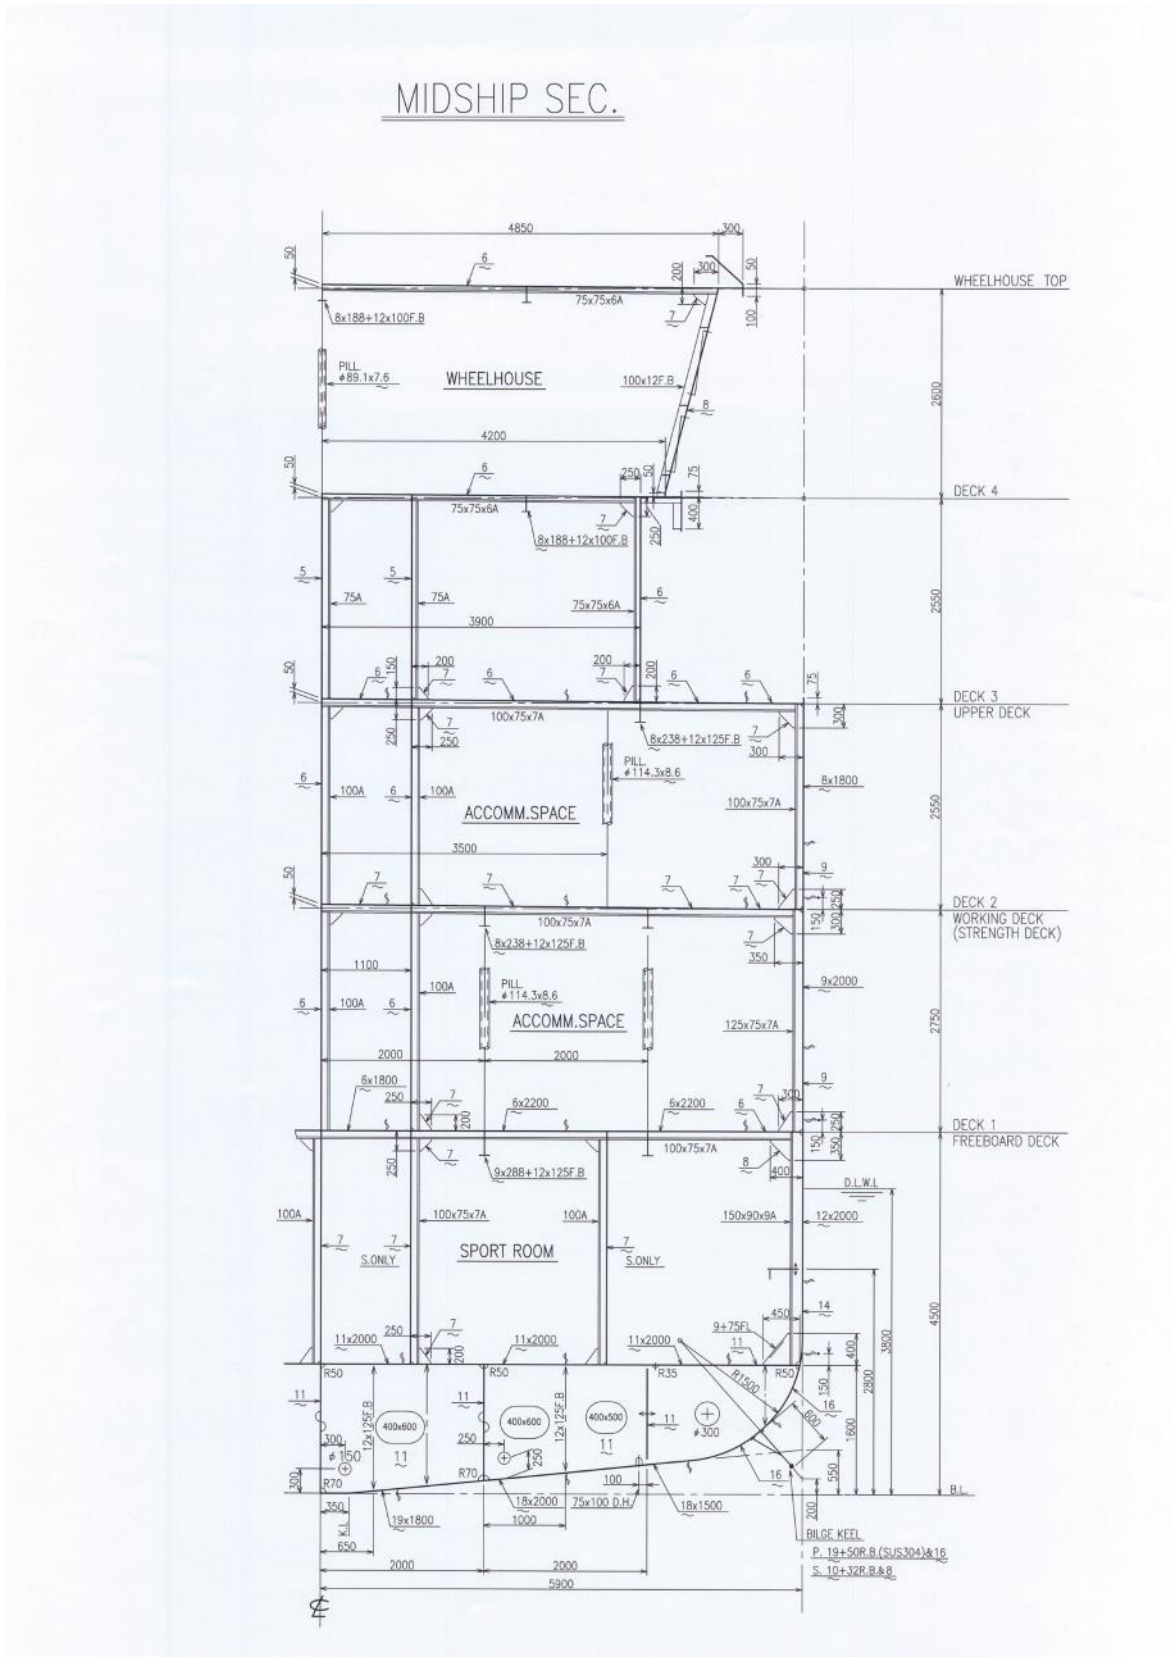 MIDSHIP SEC.
4850
300
50
6
200
300
50
WHEELHOUSE TOP
75x75x6A
7
100
8x188+12x100F.B
PILL.
φ89.1x7.6
WHEELHOUSE
100x12F.B
8
2600
4200
50
6
250
50
75
DECK 4
75x75x6A
7
400
8x188+12x100F.B
250
5
5
75A
75A
75x75x6A
6
2550
3900
50
6
150
200
7
6
200
7
200
6
6
75
DECK 3
UPPER DECK
100x75x7A
7
250
250
7
300
8x238+12x125F.B
300
PILL.
φ114.3x8.6
6
100A
6
100A
8x1800
ACCOMM.SPACE
100x75x7A
2550
3500
300
9
50
7
7
7
7
7
150
250
300
DECK 2
WORKING DECK
(STRENGTH DECK)
100x75x7A
7
8x238+12x125F.B
350
1100
PILL.
φ114.3x8.6
100A
9x2000
6
100A
6
ACCOMM.SPACE
125x75x7A
2750
2000
2000
6x1800
250
7
200
6x2200
6x2200
6
7
300
9
150
250
DECK 1
FREEBOARD DECK
250
7
100x75x7A
8
350
9x288+12x125F.B
400
D.L.W.L
100A
100x75x7A
100A
150x90x9A
12x2000
7
7
S.ONLY
SPORT ROOM
7
S.ONLY
4500
14
450
9+75FL
3800
250
7
11x2000
200
11x2000
11x2000
11
400
R50
R50
R35
R50
2800
150
R1500
11
12x125F.B
400x600
11
400x600
12x125F.B
400x500
11
11
φ300
16
600
1600
300
φ150
11
250
250
550
300
R70
R70
100
16
200
B.L.
350
18x2000
75x100 D.H.
18x1500
19x1800
1000
K.L
650
BILGE KEEL
P. 19+50R.B.(SUS304)&16
S. 10+32R.B.&8
2000
2000
5900